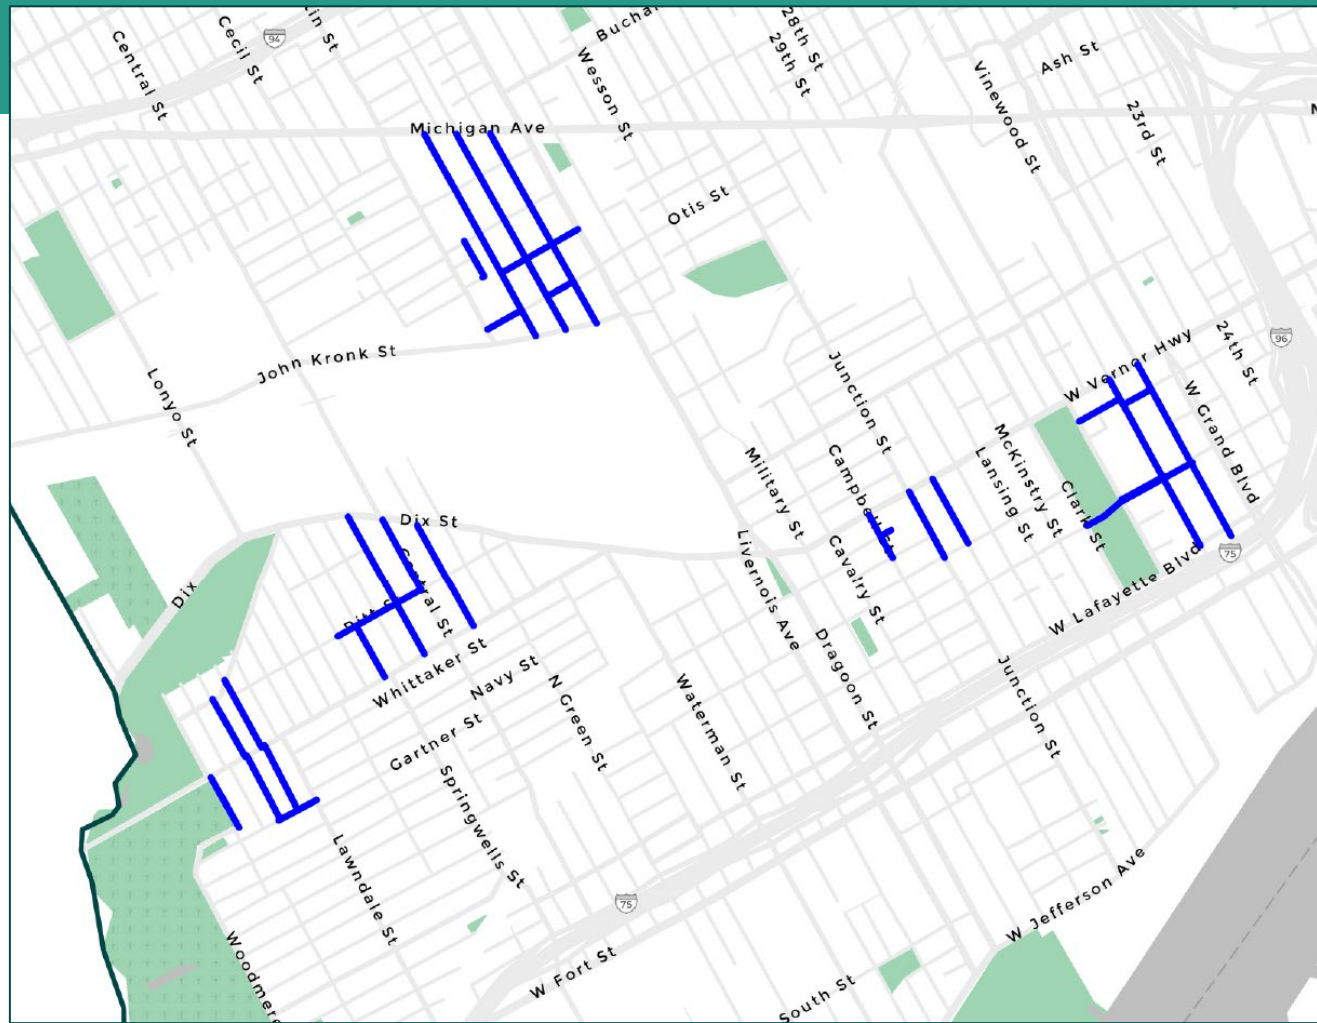 Central St
Cecil St
94
tin St
Bucha
Wesson St
28th St
29th St
Vinewood St
Ash St
23rd St
Michigan Ave
Otis St
John Kronk St
Lonyo St
Junction St
W Vernor Hwy
24th St
96
W Grand Blvd
McKinstry St
Lansing St
Clark St
Campbell St
Military St
Cavalry St
Livernois Ave
Dix St
Central St
Dix
W Lafayette Blvd
75
Whittaker St
Navy St
Gartner St
N Green St
Waterman St
Dragoon St
Junction St
Springwells St
Lawndale St
Woodmere
75
W Fort St
W Jefferson Ave
South St